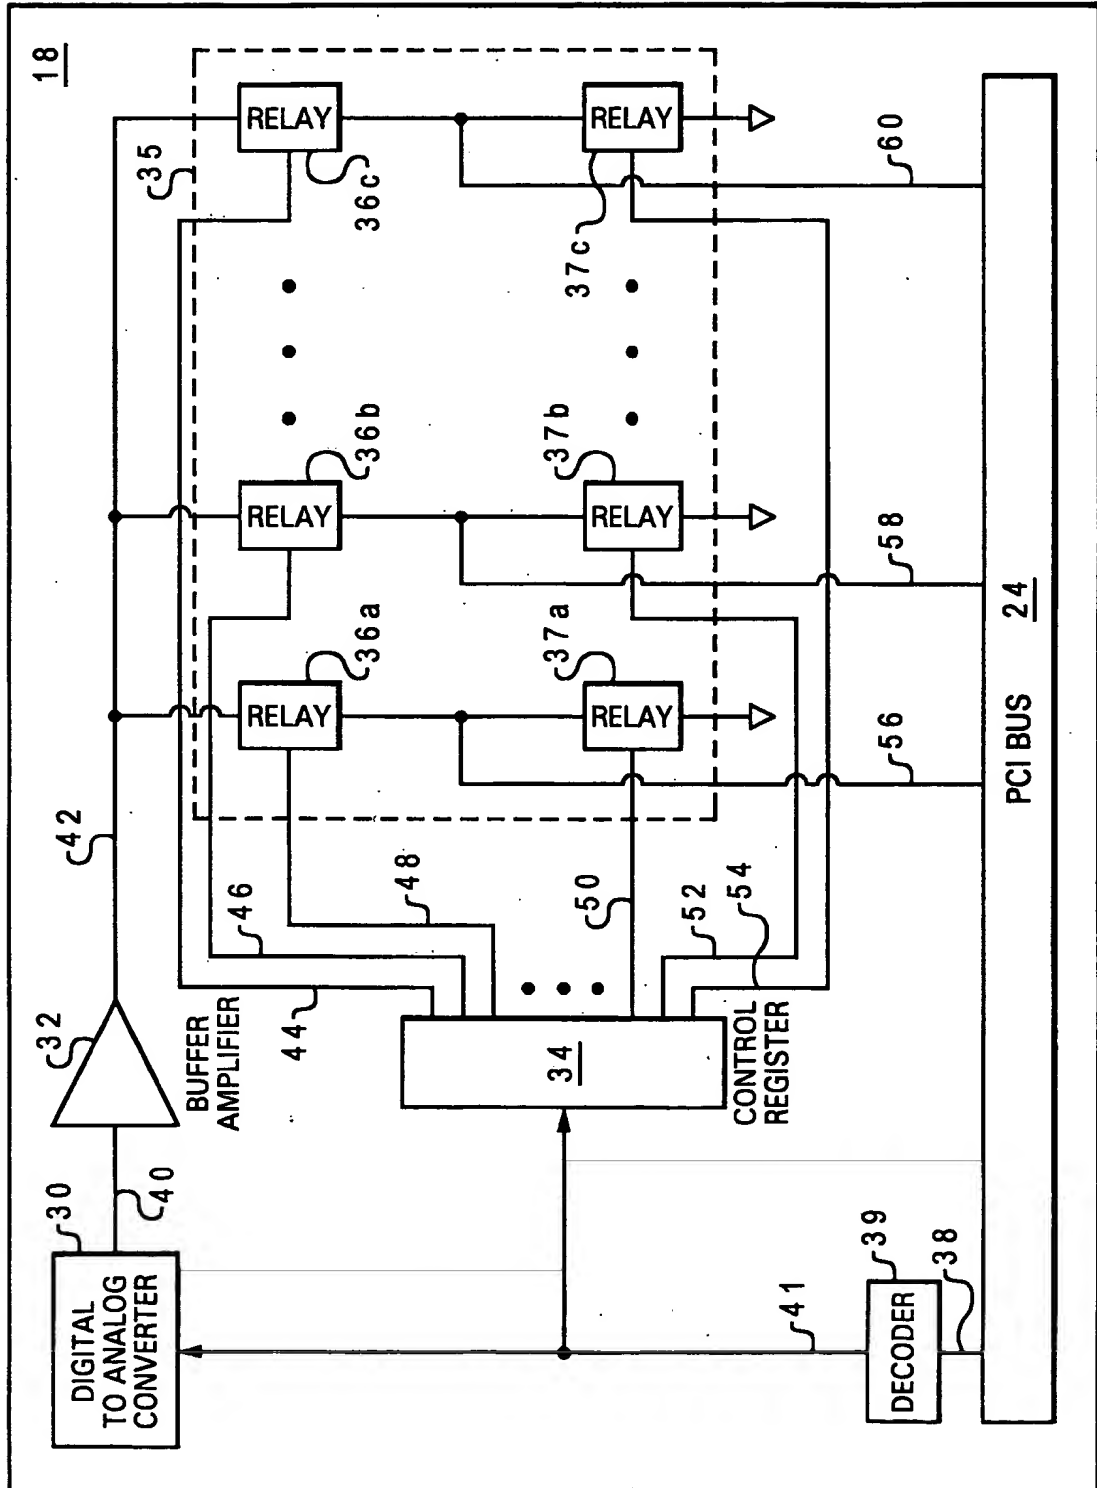 18
30
DIGITAL
TO ANALOG
CONVERTER
40
32
BUFFER
AMPLIFIER
42
35
RELAY
36a
RELAY
36b
RELAY
36c
44
46
48
34
CONTROL
REGISTER
50
52
54
RELAY
37a
RELAY
37b
RELAY
37c
41
DECODER
39
38
56
58
60
PCI BUS
24